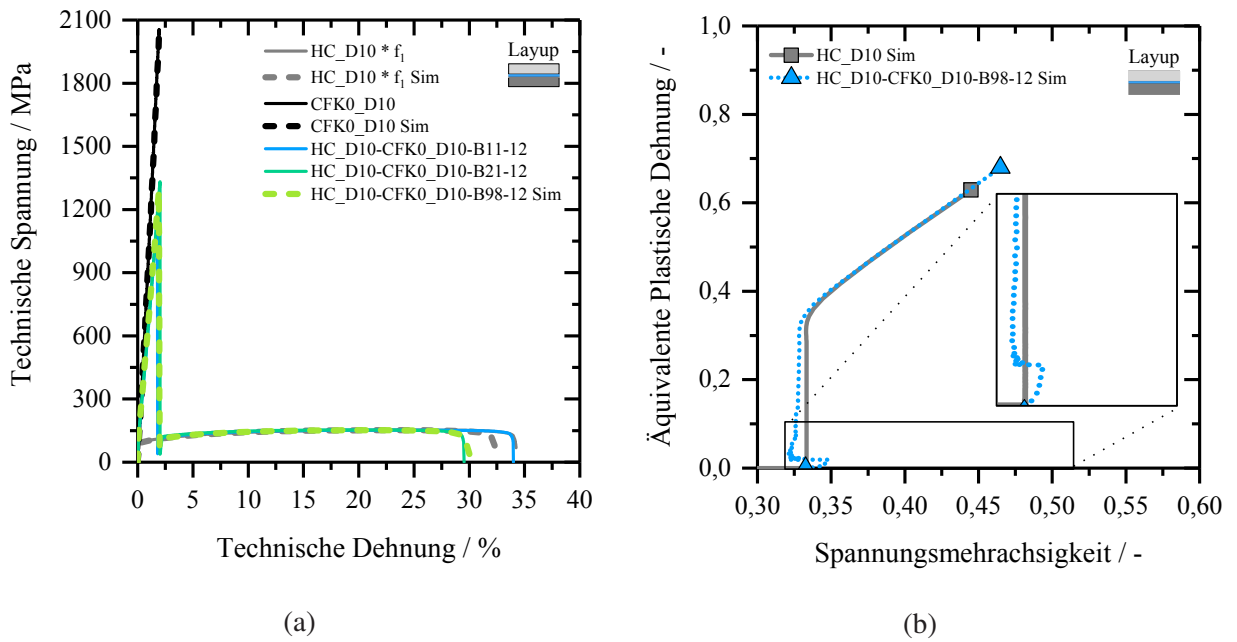 2100
1800
1500
1200
900
600
300
0
0
5
10
15
20
25
30
35
40
Technische Spannung / MPa
Technische Dehnung / %
HC_D10 * f₁
HC_D10 * f₁ Sim
CFK0_D10
CFK0_D10 Sim
HC_D10-CFK0_D10-B11-12
HC_D10-CFK0_D10-B21-12
HC_D10-CFK0_D10-B98-12 Sim
Layup
(a)
1,0
0,8
0,6
0,4
0,2
0,0
0,30
0,35
0,40
0,45
0,50
0,55
0,60
Äquivalente Plastische Dehnung / -
Spannungsmehrachsigkeit / -
HC_D10 Sim
HC_D10-CFK0_D10-B98-12 Sim
Layup
(b)